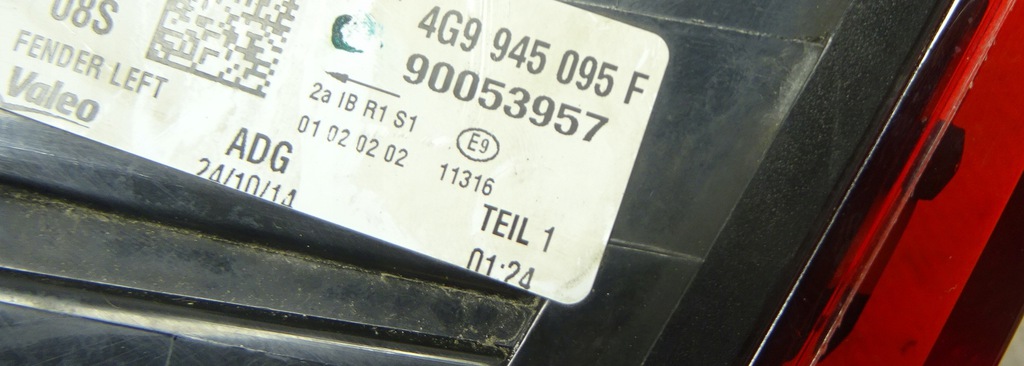 08S
FENDER LEFT
Valeo
4G9 945 095 F
90053957
2a IB R1 S1
01 02 02 02
E9
11316
ADG
24/10/14
TEIL 1
01:24